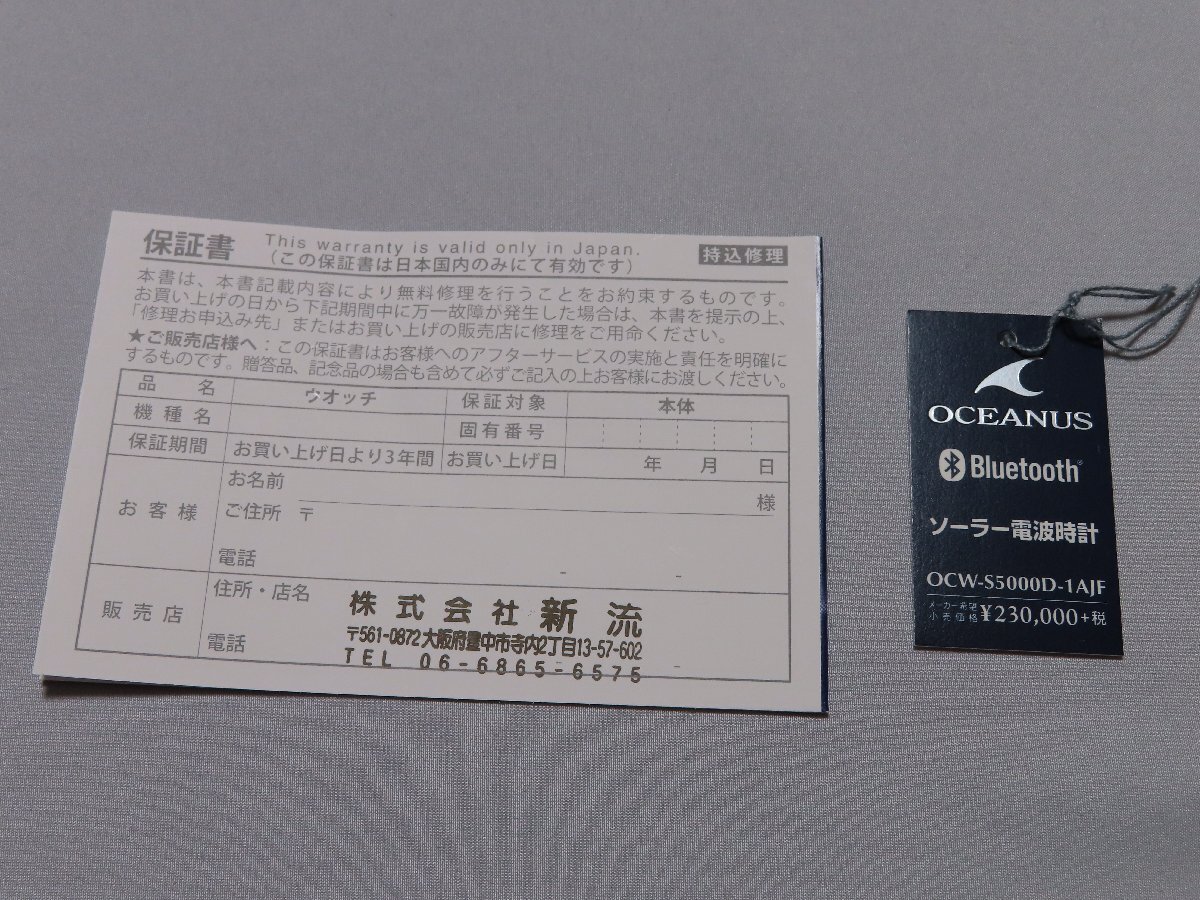 保証書 This warranty is valid only in Japan. 持込修理
(この保証書は日本国内のみにて有効です)
本書は、本書記載内容により無料修理を行うことをお約束するものです。
お買い上げの日から下記期間中に万一故障が発生した場合は、本書を提示の上、
「修理お申込み先」またはお買い上げの販売店に修理をご用命ください。
★ご販売店様へ：この保証書はお客様へのアフターサービスの実施と責任を明確に
するものです。贈答品、記念品の場合も含めて必ずご記入の上お客様にお渡しください。
品名 ウオッチ 保証対象 本体
機種名 固有番号
保証期間 お買い上げ日より3年間 お買い上げ日 年 月 日
お客様 お名前 様
ご住所 〒
電話 - -
販売店 住所・店名 株式会社 新流
〒561-0872 大阪府豊中市寺内2丁目13-57-602
電話 TEL 06-6865-6575
OCEANUS
Bluetooth®
ソーラー電波時計
OCW-S5000D-1AJF
メーカー希望小売価格 ¥230,000+税